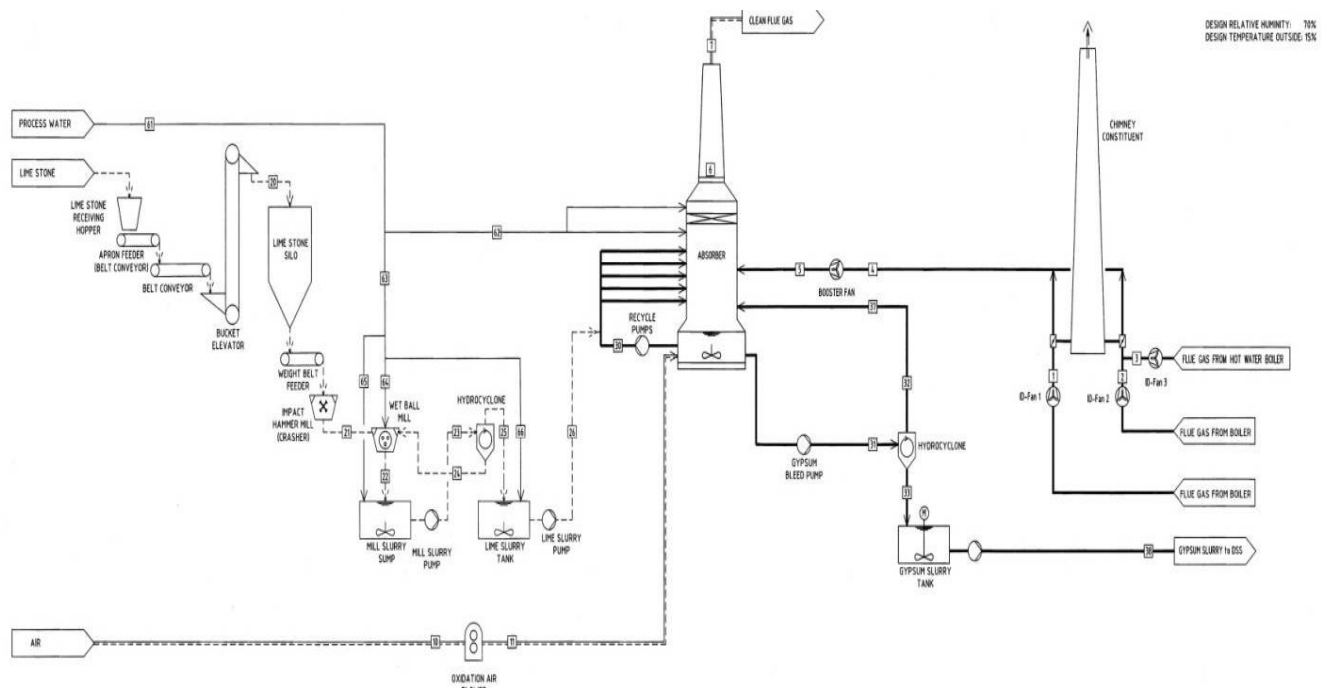 CLEAN FLUE GAS
7
DESIGN RELATIVE HUMINITY: 70%
DESIGN TEMPERATURE OUTSIDE: 15%
PROCESS WATER
61
CHIMNEY
CONSTITUENT
LIME STONE
20
6
LIME STONE
RECEIVING
HOPPER
LIME STONE
SILO
62
APRON FEEDER
(BELT CONVEYOR)
BELT CONVEYOR
ABSORBER
5
4
BOOSTER FAN
63
37
BUCKET
ELEVATOR
RECYCLE
PUMPS
30
WEIGHT BELT
FEEDER
3
FLUE GAS FROM HOT WATER BOILER
ID-Fan 3
1
2
ID-Fan 1
ID-Fan 2
65
64
32
IMPACT
HAMMER MILL
(CRASHER)
WET BALL
MILL
HYDROCYCLONE
66
21
23
25
26
FLUE GAS FROM BOILER
31
HYDROCYCLONE
GYPSUM
BLEED PUMP
22
24
33
FLUE GAS FROM BOILER
M
MILL SLURRY
SUMP
MILL SLURRY
PUMP
LIME SLURRY
TANK
LIME SLURRY
PUMP
GYPSUM SLURRY
TANK
38
GYPSUM SLURRY to DSS
AIR
10
11
OXIDATION AIR